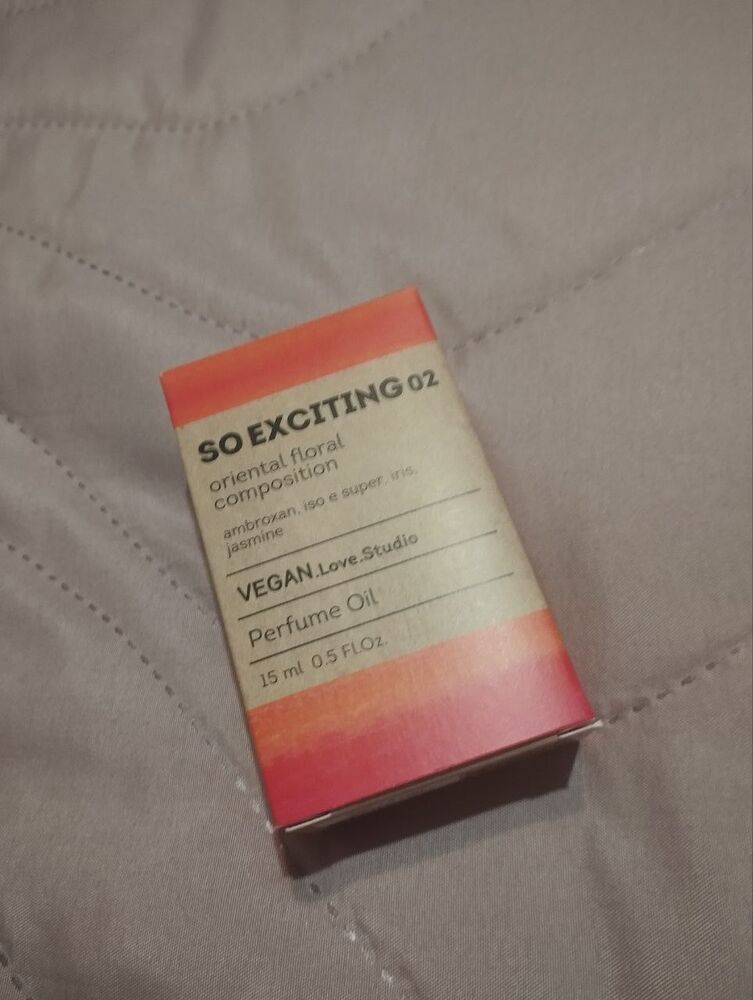 SO EXCITING 02
oriental floral
composition
ambroxan, iso e super, iris,
jasmine
VEGAN.Love.Studio
Perfume Oil
15 ml 0.5 Fl.Oz.